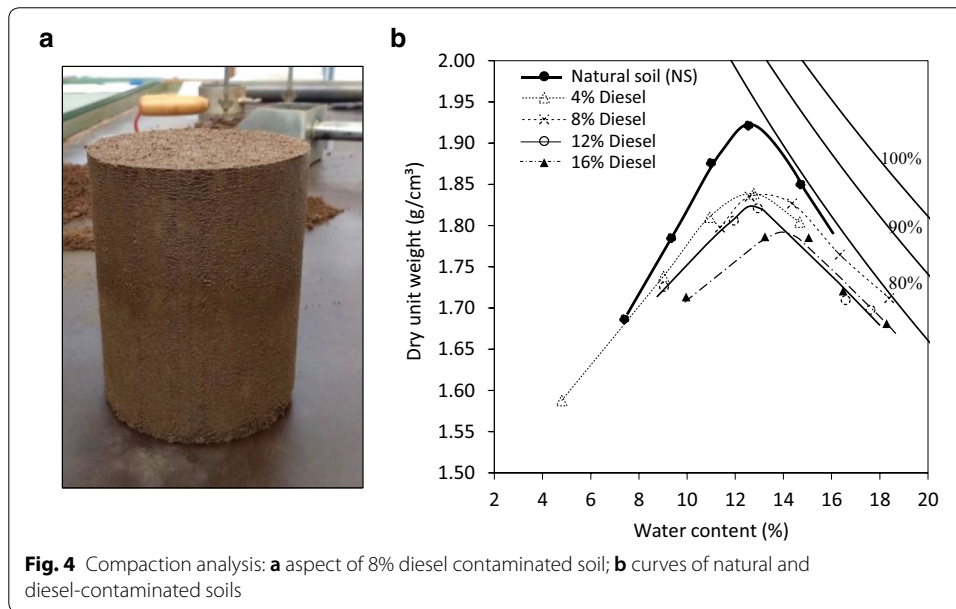 a
b
2.00
1.95
1.90
1.85
1.80
1.75
1.70
1.65
1.60
1.55
1.50
Dry unit weight (g/cm³)
Natural soil (NS)
4% Diesel
8% Diesel
12% Diesel
16% Diesel
100%
90%
80%
2 4 6 8 10 12 14 16 18 20
Water content (%)
Fig. 4 Compaction analysis: a aspect of 8% diesel contaminated soil; b curves of natural and
diesel-contaminated soils